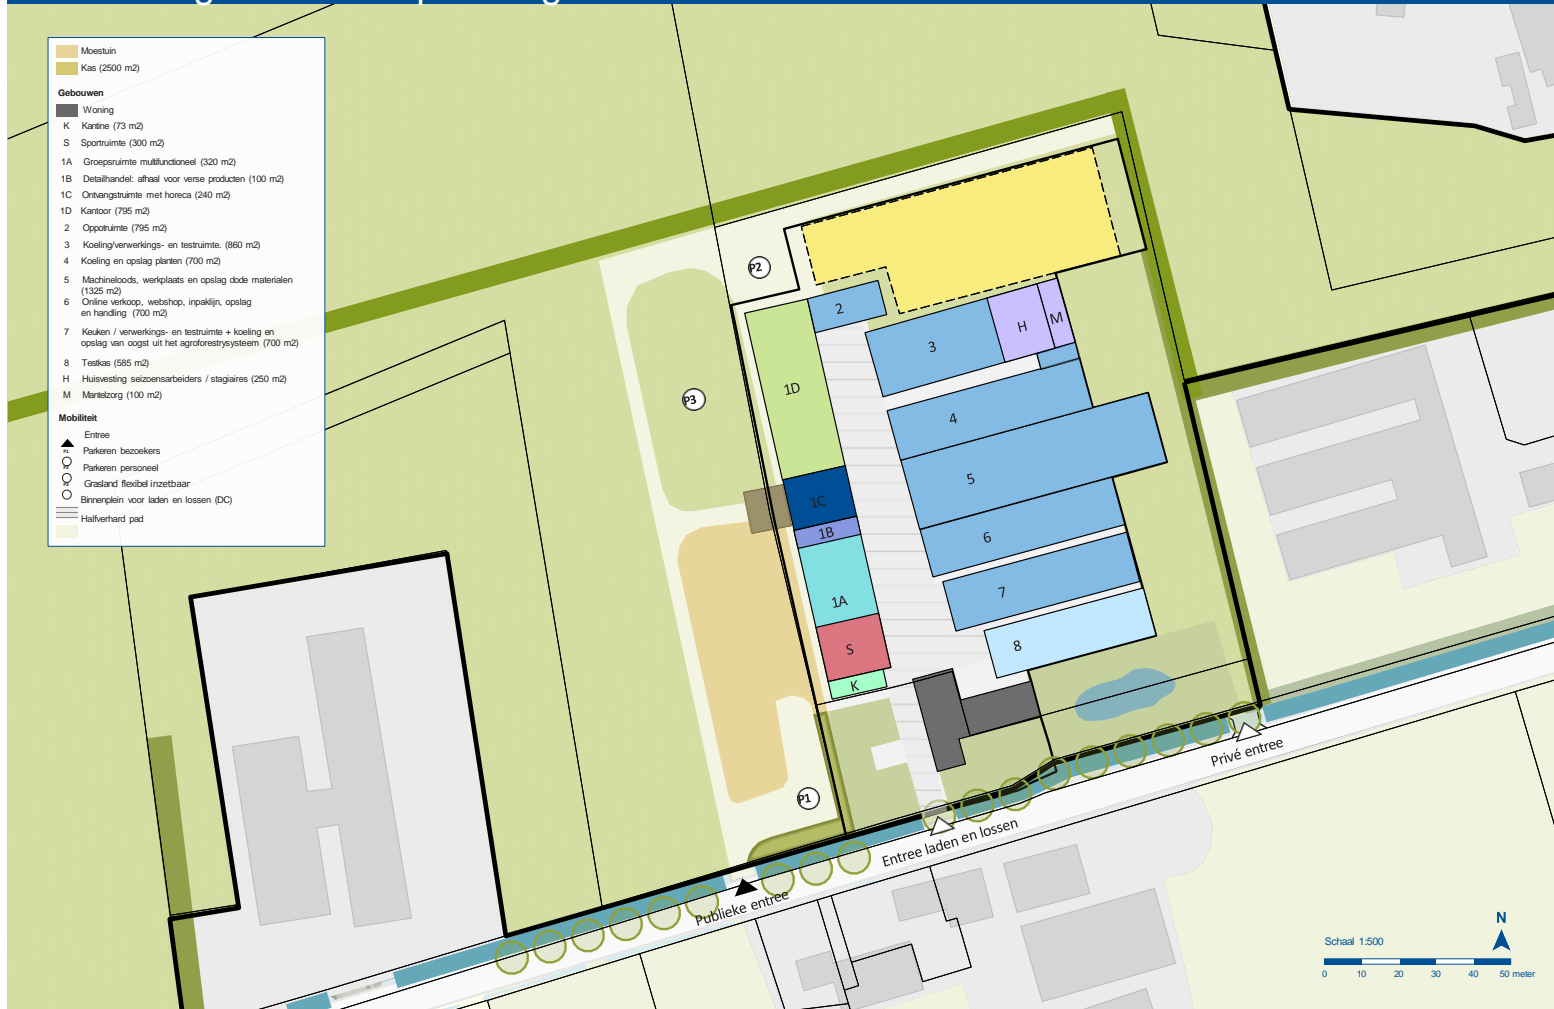 Moestuin
Kas (2500 m2)
Gebouwen
Woning
K Kantine (73 m2)
S Sportruimte (300 m2)
1A Groepsruimte multifunctioneel (320 m2)
1B Detailhandel: afhaal voor verse producten (100 m2)
1C Ontvangstruimte met horeca (240 m2)
1D Kantoor (795 m2)
2 Oppotruimte (795 m2)
3 Koeling/verwerkings- en testruimte. (860 m2)
4 Koeling en opslag planten (700 m2)
5 Machineloods, werkplaats en opslag dode materialen
(1325 m2)
6 Online verkoop, webshop, inpaklijn, opslag
en handling (700 m2)
7 Keuken / verwerkings- en testruimte + koeling en
opslag van oogst uit het agroforestrysysteem (700 m2)
8 Testkas (585 m2)
H Huisvesting seizoensarbeiders / stagiaires (250 m2)
M Mantelzorg (100 m2)
Mobiliteit
Entree
P1 Parkeren bezoekers
P2 Parkeren personeel
P3 Grasland flexibel inzetbaar
Binnenplein voor laden en lossen (DC)
Halfverhard pad
P2
2
H
M
3
1D
P3
4
5
1C
1B
6
7
1A
8
S
K
P1
Privé entree
Entree laden en lossen
Publieke entree
N
Schaal 1:500
0 10 20 30 40 50 meter